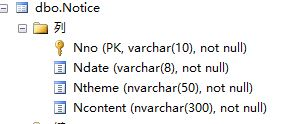 dbo.Notice
列
Nno (PK, varchar(10), not null)
Ndate (varchar(8), not null)
Ntheme (nvarchar(50), not null)
Ncontent (nvarchar(300), not null)